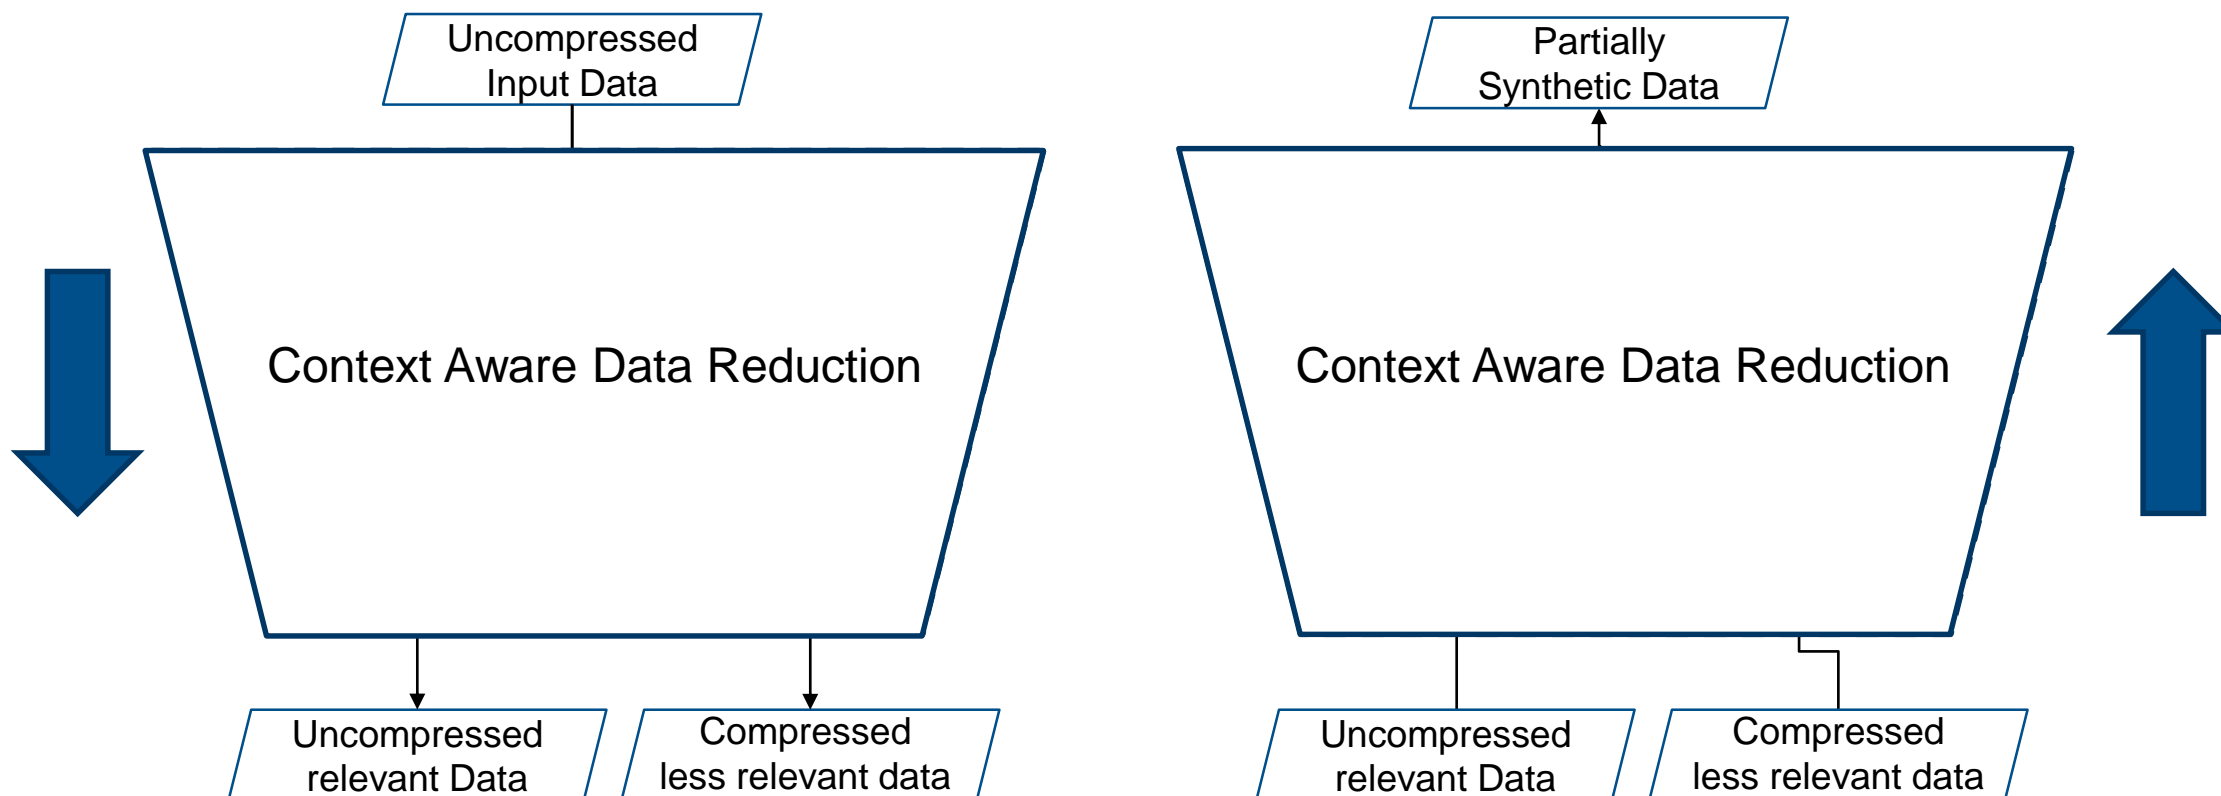 Uncompressed
Input Data
Context Aware Data Reduction
Uncompressed
relevant Data
Compressed
less relevant data
Partially
Synthetic Data
Context Aware Data Reduction
Uncompressed
relevant Data
Compressed
less relevant data